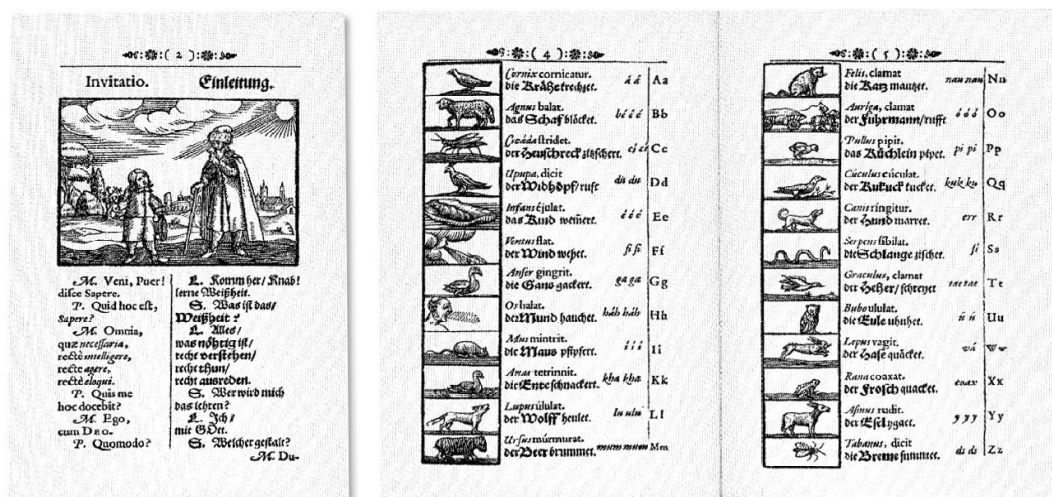 ( 2 )
Invitatio.
Einleitung.
M. Veni, Puer!
disce Sapere.
P. Quid hoc est,
Sapere?
M. Omnia,
quæ necessaria,
rectè intelligere,
recte agere,
rectè eloqui.
P. Quis me
hoc docebit?
M. Ego,
cum DEO.
P. Quomodo?
L. Komm her/ Knab!
lerne Weißheit.
S. Was ist das/
Weißheit?
L. Alles/
was nöhtig ist/
recht verstehen/
recht thun/
recht ausreden.
S. Wer wird mich
das lehren?
L. Ich/
mit GOtt.
S. Welcher gestalt?
M. Du-
( 4 )
Cornix cornicatur.
die Krähe krechzet.
á á Aa
Agnus balat.
das Schaf blöcket.
bé é é Bb
Cicáda stridet.
der Heuschreck zitzschert.
ci ci Cc
Upupa, dicit
der Widhopf/ ruft
du du Dd
Infans éjulat.
das Kind weinet.
é é é Ee
Ventus flat.
der Wind wehet.
fi fi Ff
Anser gingrit.
die Gans gackert.
ga ga Gg
Os halat.
der Mund hauchet.
háh háh Hh
Mus mintrit.
die Maus pfipfert.
í í í Ii
Anas tetrinnit.
die Ente schnackert.
kha kha Kk
Lupus úlulat.
der Wolff heulet.
lu ulu Ll
Ursus múrmurat.
der Beer brummet.
mum mum Mm
( 5 )
Felis, clamat
die Katz mauzet.
nau nau Nn
Auriga, clamat
der Fuhrmann/ rufft
ó ó ó Oo
Pullus pipit.
das Küchlein pipet.
pi pi Pp
Cúculus cúculat.
der Kukuck kucket.
kuk ku Qq
Canis ringitur.
der Hund marret.
err Rr
Serpens sibilat.
die Schlange zischet.
si Ss
Graculus, clamat
der Heher/ schreyet
tae tae Tt
Bubo ululat.
die Eule uhuhet.
ú ú Uu
Lepus vagit.
der Hase quäcket.
vá Ww
Rana coaxat.
der Frosch quacket.
coax Xx
Asinus rudit.
der Esel ygaet.
y y y Yy
Tabanus, dicit
die Breme summet.
ds ds Zz